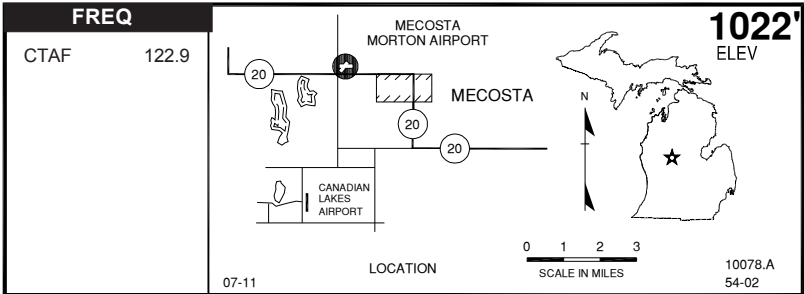 FREQ
CTAF 122.9
MECOSTA
MORTON AIRPORT
1022'
ELEV
20
MECOSTA
N
20
20
CANADIAN
LAKES
AIRPORT
0 1 2 3
SCALE IN MILES
LOCATION
07-11
10078.A
54-02